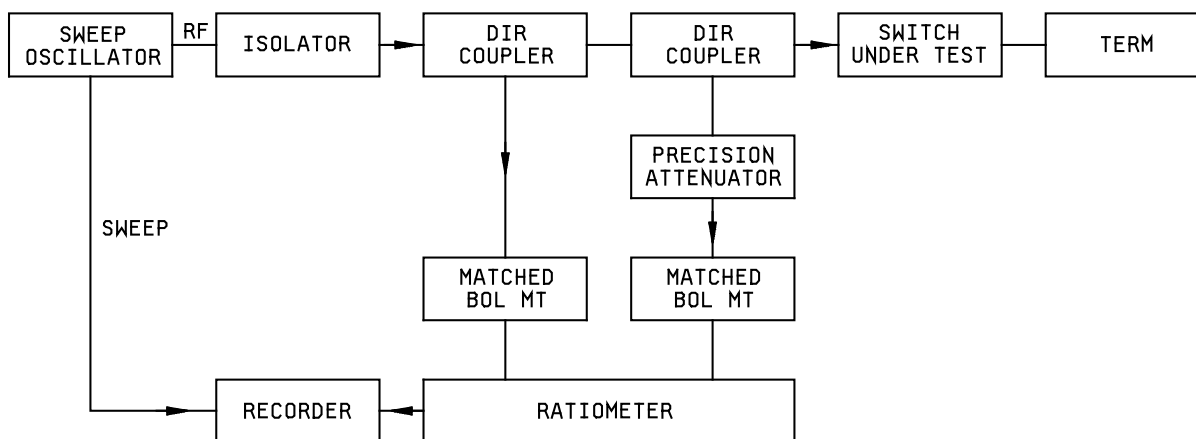 SWEEP
OSCILLATOR
RF
ISOLATOR
DIR
COUPLER
DIR
COUPLER
SWITCH
UNDER TEST
TERM
PRECISION
ATTENUATOR
SWEEP
MATCHED
BOL MT
MATCHED
BOL MT
RECORDER
RATIOMETER